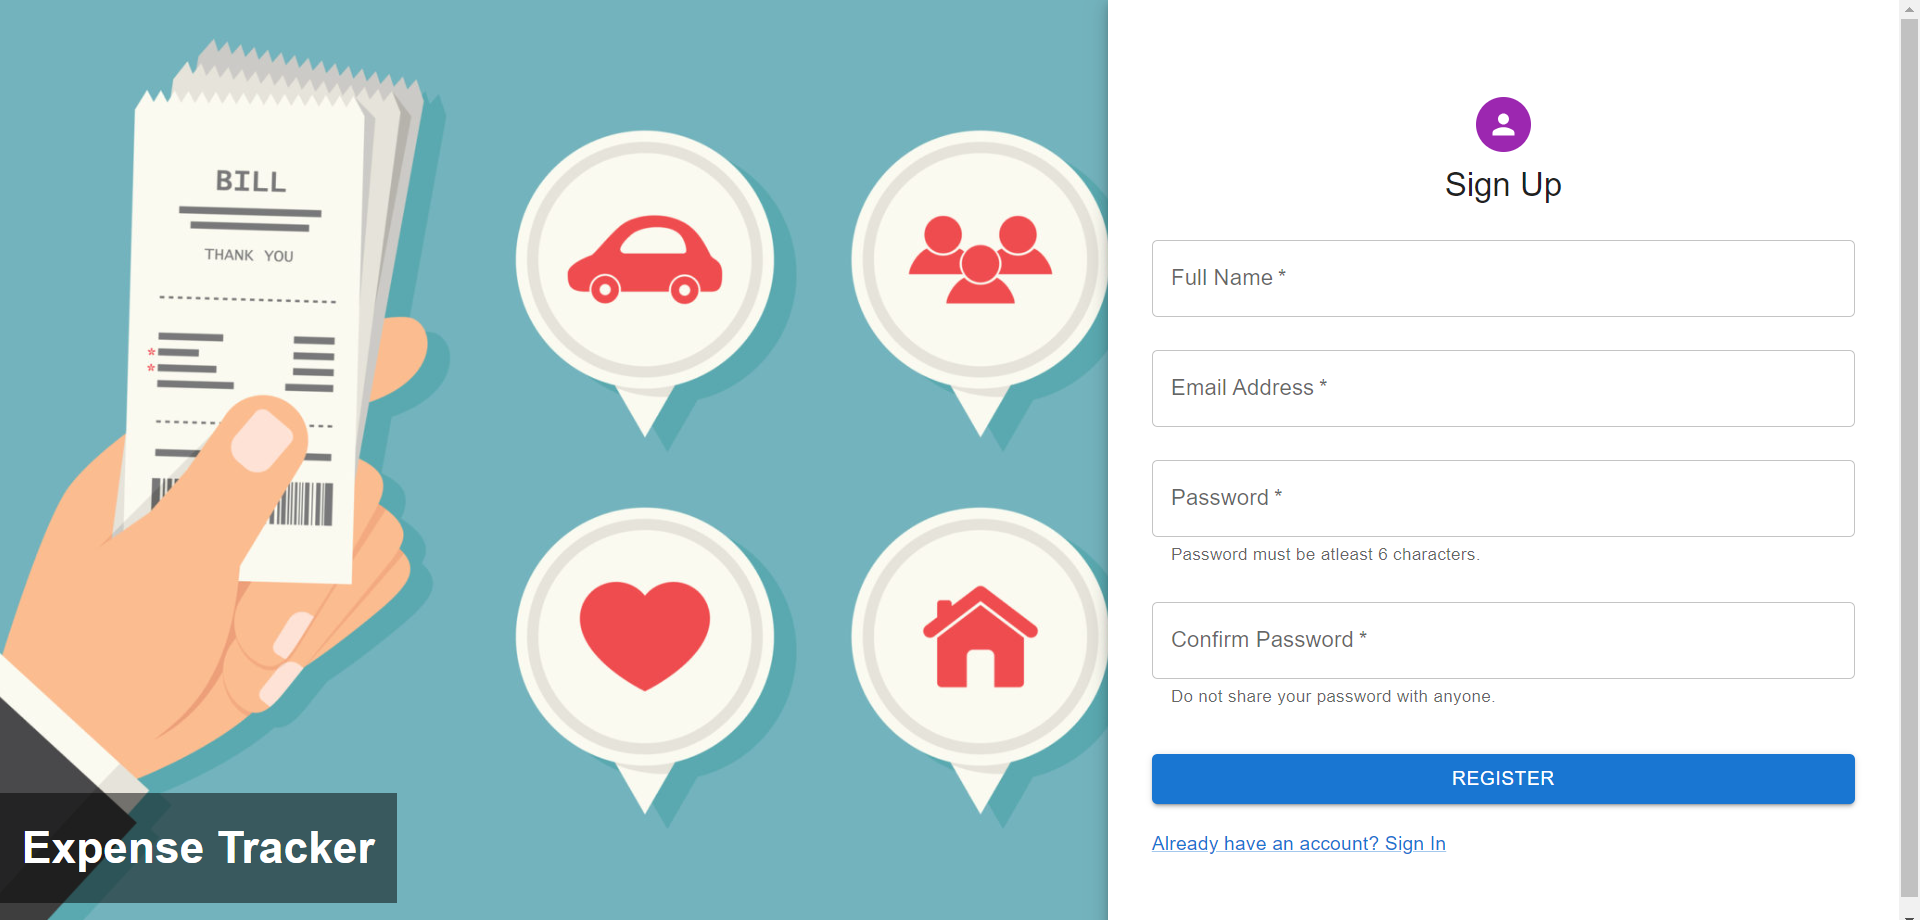 BILL
THANK YOU
*
*
Expense Tracker
Sign Up
Full Name *
Email Address *
Password *
Password must be atleast 6 characters.
Confirm Password *
Do not share your password with anyone.
REGISTER
Already have an account? Sign In